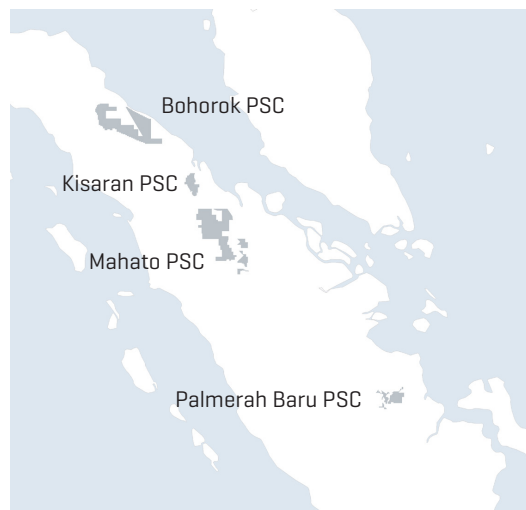 Bohorok PSC
Kisaran PSC
Mahato PSC
Palmerah Baru PSC